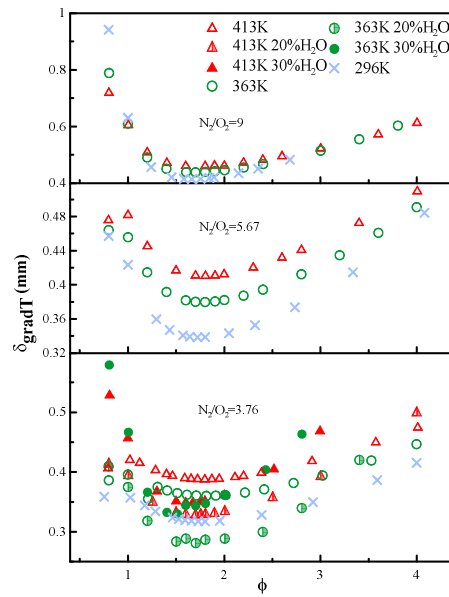 413K
413K 20%H₂O
413K 30%H₂O
363K
363K 20%H₂O
363K 30%H₂O
296K
1
0.8
0.6
0.4
N₂/O₂=9
0.48
0.44
0.40
0.36
0.32
N₂/O₂=5.67
δgradT (mm)
0.5
0.4
0.3
N₂/O₂=3.76
1
2
3
4
ϕ